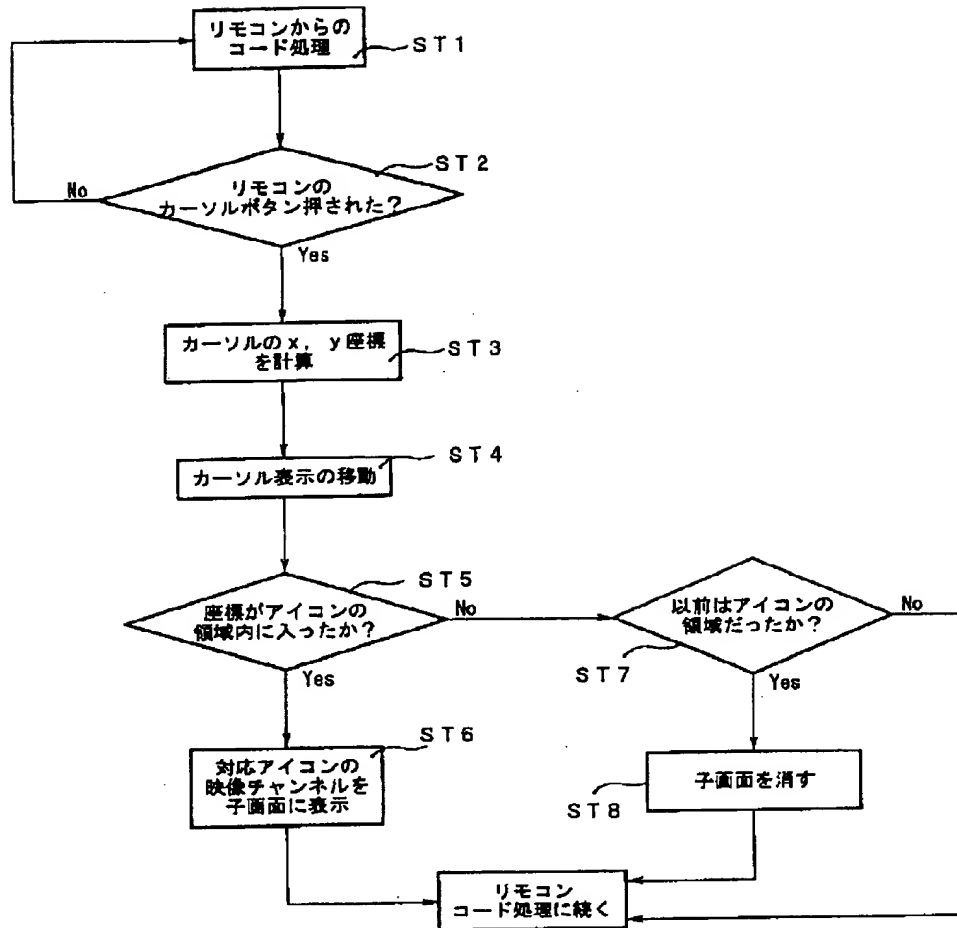 リモコンからの
コード処理
ST1
ST2
リモコンの
カーソルボタン押された?
No
Yes
カーソルのx, y座標
を計算
ST3
ST4
カーソル表示の移動
ST5
座標がアイコンの
領域内に入ったか?
No
Yes
以前はアイコンの
領域だったか?
No
ST7
Yes
ST6
対応アイコンの
映像チャンネルを
子画面に表示
子画面を消す
ST8
リモコン
コード処理に続く